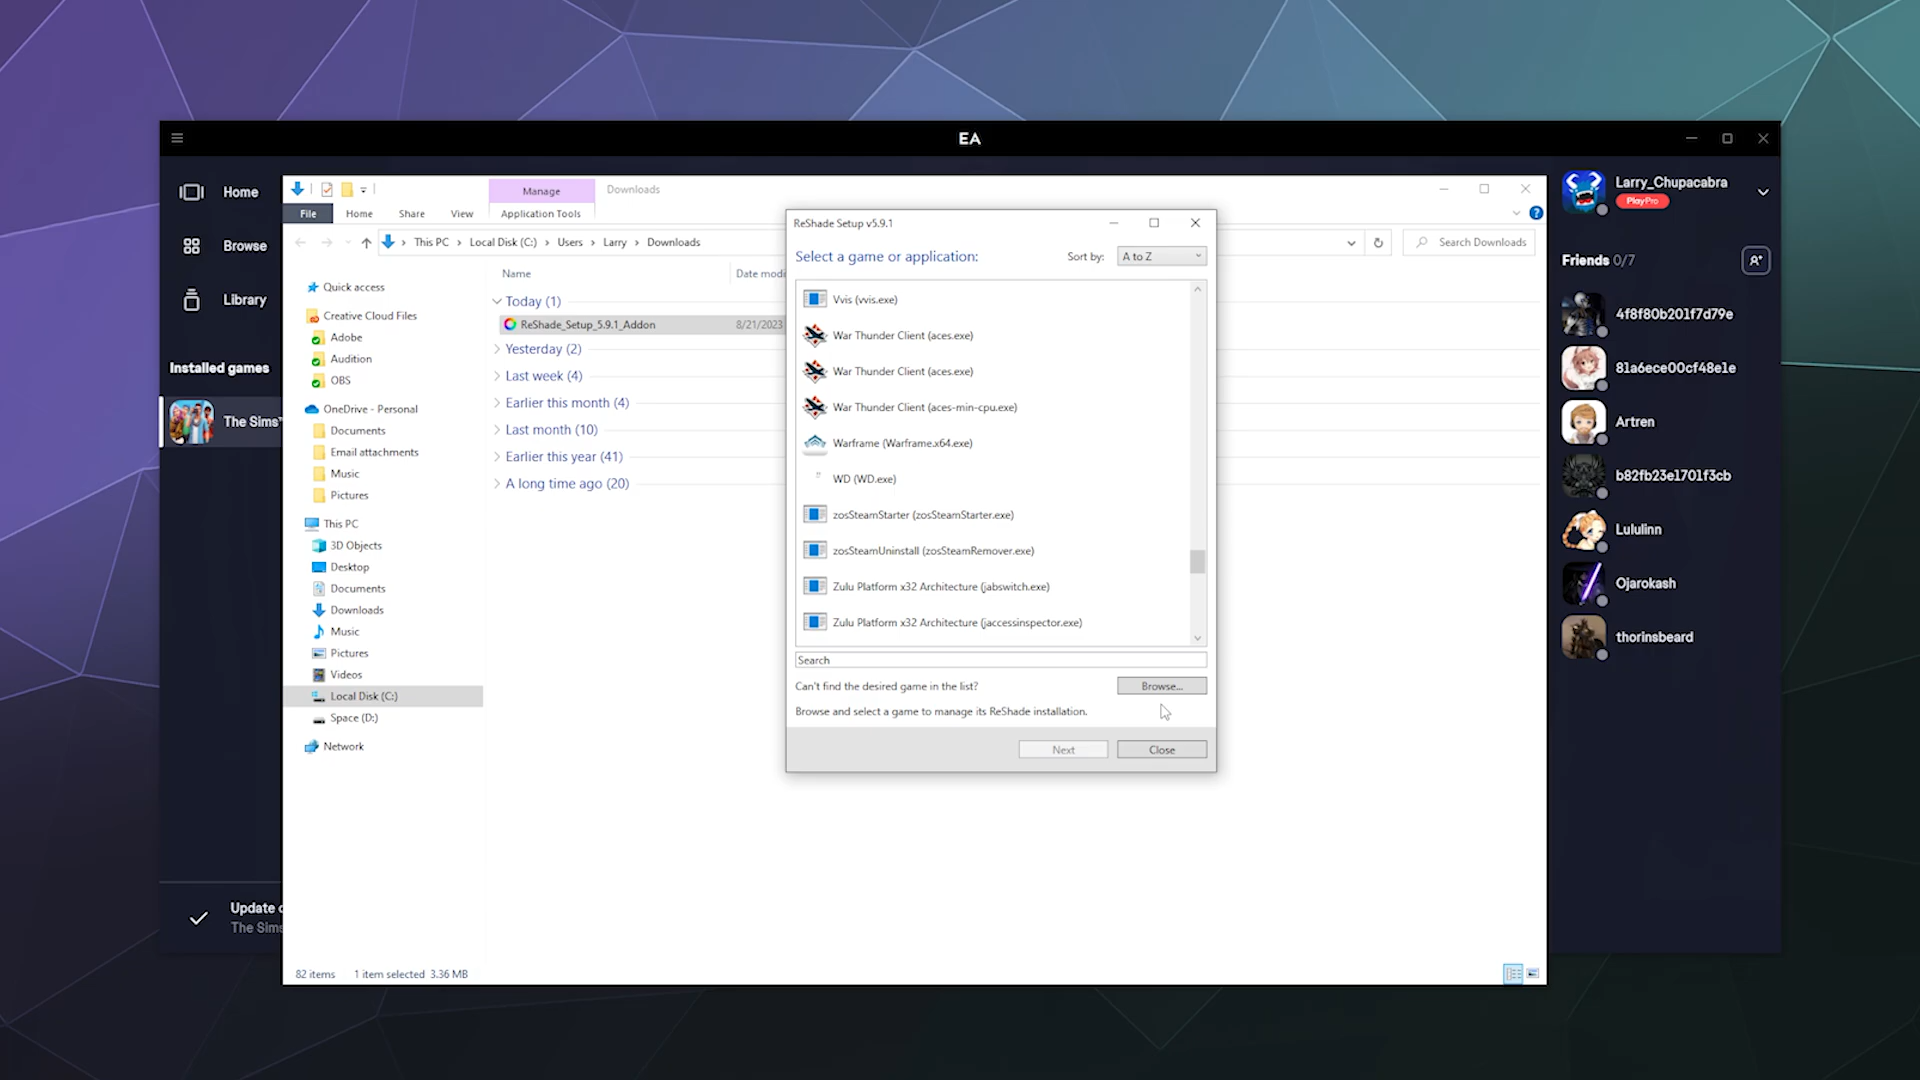 EA
Home
Browse
Library
Installed games
The Sims™
Update
The Sims
Manage
Downloads
File
Home
Share
View
Application Tools
This PC
Local Disk (C:)
Users
Larry
Downloads
Search Downloads
Quick access
Creative Cloud Files
Adobe
Audition
OBS
OneDrive - Personal
Documents
Email attachments
Music
Pictures
This PC
3D Objects
Desktop
Documents
Downloads
Music
Pictures
Videos
Local Disk (C:)
Space (D:)
Network
Name
Date modi
Today (1)
ReShade_Setup_5.9.1_Addon
8/21/2023
Yesterday (2)
Last week (4)
Earlier this month (4)
Last month (10)
Earlier this year (41)
A long time ago (20)
82 items
1 item selected 3.36 MB
ReShade Setup v5.9.1
Select a game or application:
Sort by:
A to Z
Vvis (vvis.exe)
War Thunder Client (aces.exe)
War Thunder Client (aces.exe)
War Thunder Client (aces-min-cpu.exe)
Warframe (Warframe.x64.exe)
WD (WD.exe)
zosSteamStarter (zosSteamStarter.exe)
zosSteamUninstall (zosSteamRemover.exe)
Zulu Platform x32 Architecture (jabswitch.exe)
Zulu Platform x32 Architecture (jaccessinspector.exe)
Search
Can't find the desired game in the list?
Browse...
Browse and select a game to manage its ReShade installation.
Next
Close
Larry_Chupacabra
PlayPro
Friends 0/7
4f8f80b201f7d79e
81a6ece00cf48e1e
Artren
b82fb23e1701f3cb
Lululinn
Ojarokash
thorinsbeard